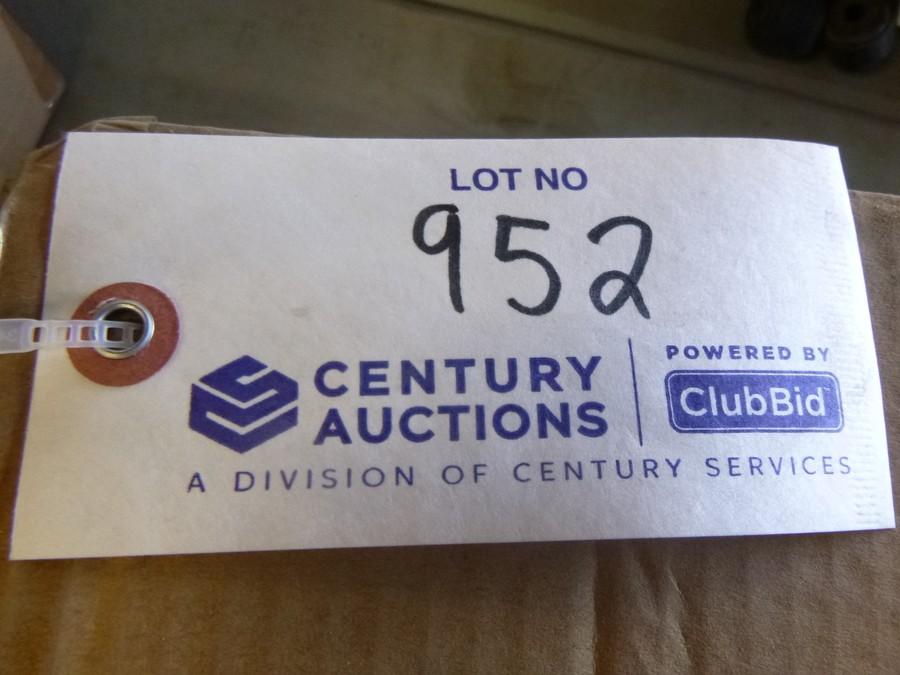 LOT NO
952
CENTURY
AUCTIONS
POWERED BY
ClubBid
A DIVISION OF CENTURY SERVICES